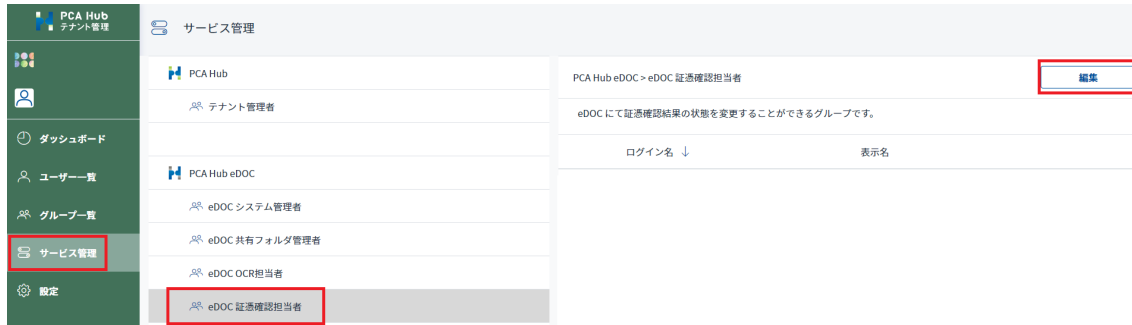 PCA Hub
テナント管理
サービス管理
ダッシュボード
ユーザー一覧
グループ一覧
サービス管理
設定
PCA Hub
テナント管理者
PCA Hub eDOC
eDOC システム管理者
eDOC 共有フォルダ管理者
eDOC OCR担当者
eDOC 証憑確認担当者
PCA Hub eDOC > eDOC 証憑確認担当者
編集
eDOC にて証憑確認結果の状態を変更することができるグループです。
ログイン名 ↓ 表示名